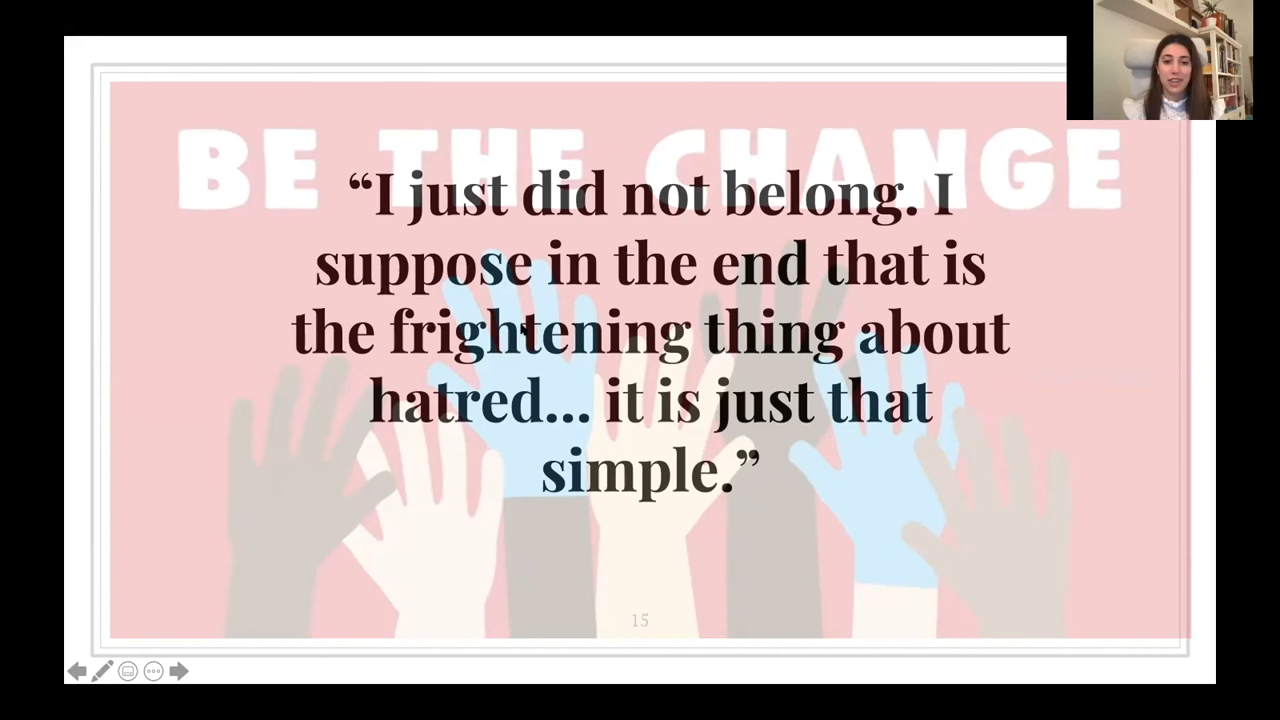 BE THE CHANGE
“I just did not belong. I
suppose in the end that is
the frightening thing about
hatred... it is just that
simple.”
15